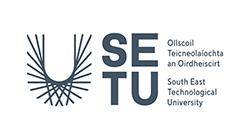 SE
TU
Ollscoil
Teicneolaíochta
an Oirdheiscirt
South East
Technological
University